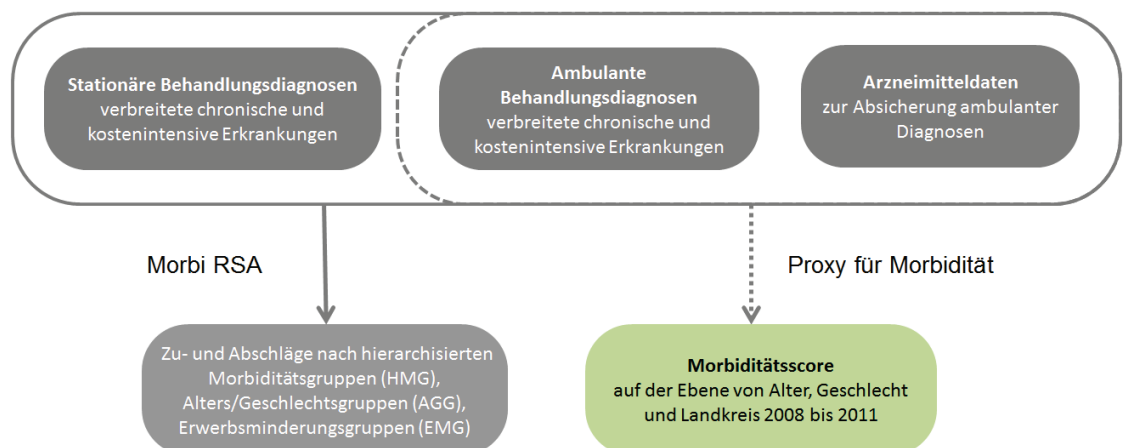 Stationäre Behandlungsdiagnosen
verbreitete chronische und
kostenintensive Erkrankungen
Ambulante
Behandlungsdiagnosen
verbreitete chronische und
kostenintensive Erkrankungen
Arzneimitteldaten
zur Absicherung ambulanter
Diagnosen
Morbi RSA
Proxy für Morbidität
Zu- und Abschläge nach hierarchisierten
Morbiditätsgruppen (HMG),
Alters/Geschlechtsgruppen (AGG),
Erwerbsminderungsgruppen (EMG)
Morbiditätsscore
auf der Ebene von Alter, Geschlecht
und Landkreis 2008 bis 2011